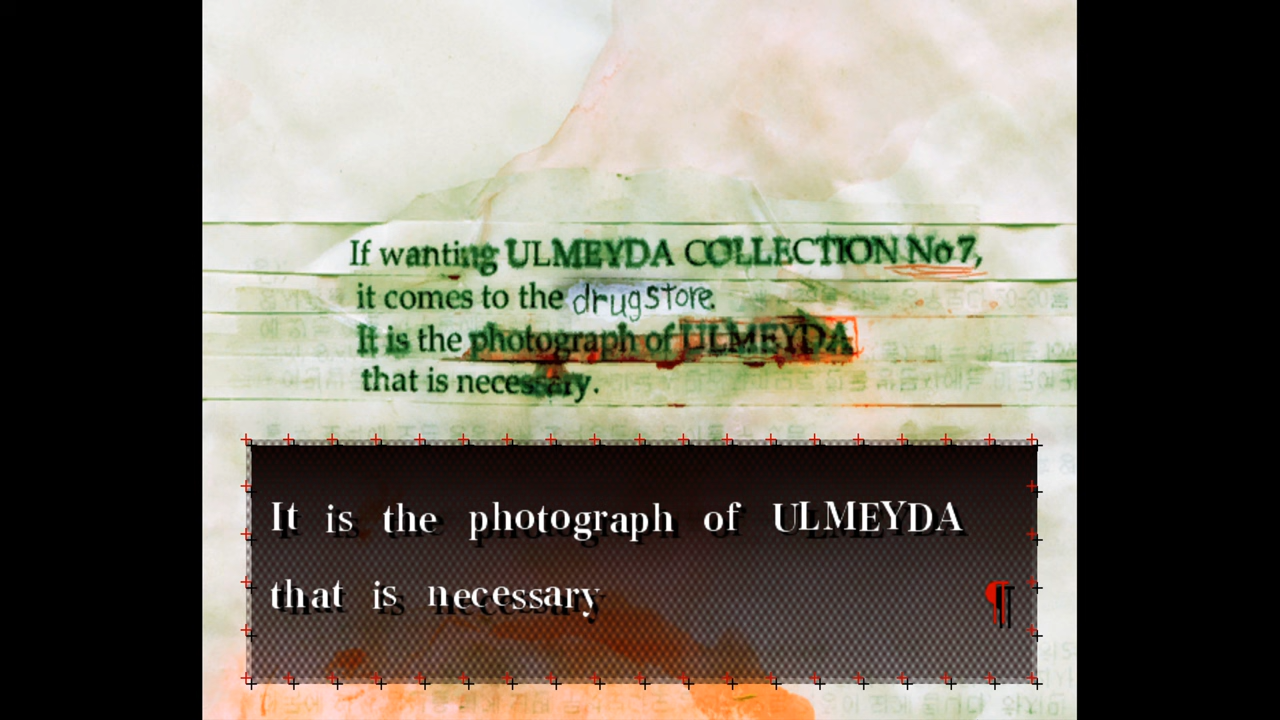 If wanting ULMEYDA COLLECTION No 7,
it comes to the drugstore.
It is the photograph of ULMEYDA
that is necessary.
It is the photograph of ULMEYDA
that is necessary
¶